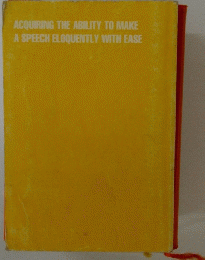 ACQUIRING THE ABILITY TO MAKE
A SPEECH ELOQUENTLY WITH EASE